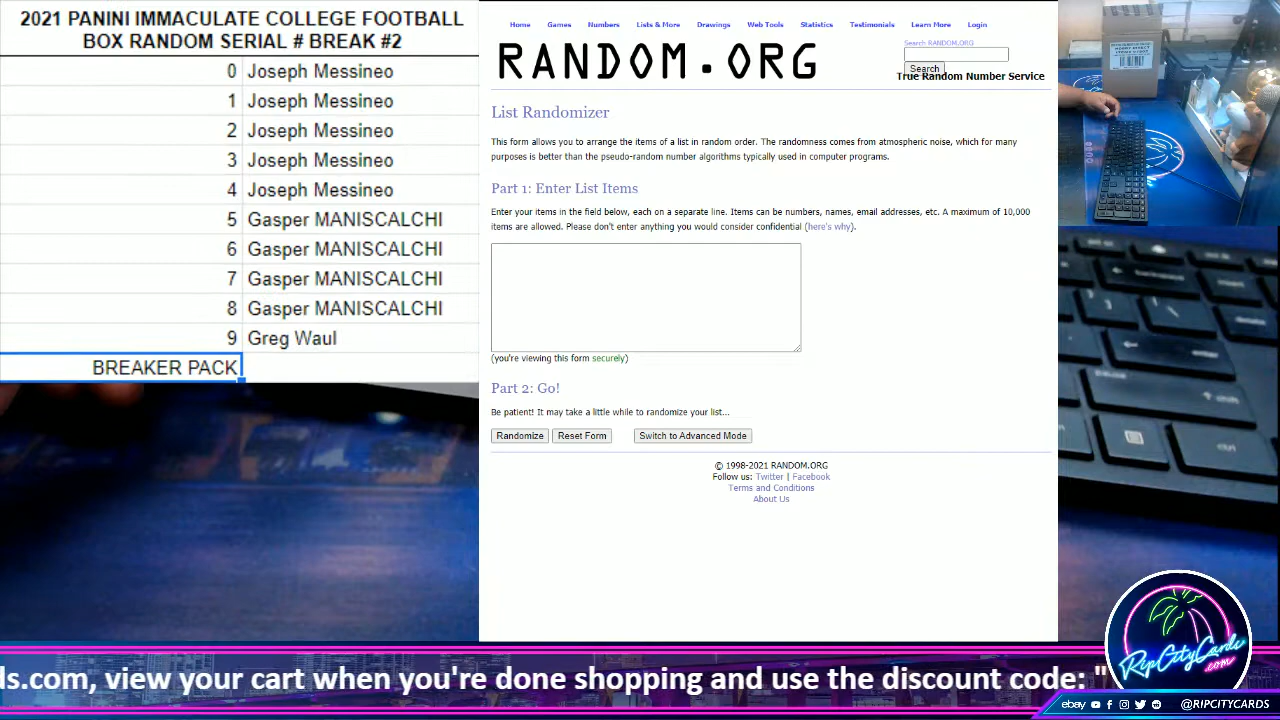 2021 PANINI IMMACULATE COLLEGE FOOTBALL
BOX RANDOM SERIAL # BREAK #2
0 Joseph Messineo
1 Joseph Messineo
2 Joseph Messineo
3 Joseph Messineo
4 Joseph Messineo
5 Gasper MANISCALCHI
6 Gasper MANISCALCHI
7 Gasper MANISCALCHI
8 Gasper MANISCALCHI
9 Greg Waul
BREAKER PACK
Home Games Numbers Lists & More Drawings Web Tools Statistics Testimonials Learn More Login
RANDOM.ORG
Search RANDOM.ORG
Search
True Random Number Service
List Randomizer
This form allows you to arrange the items of a list in random order. The randomness comes from atmospheric noise, which for many
purposes is better than the pseudo-random number algorithms typically used in computer programs.
Part 1: Enter List Items
Enter your items in the field below, each on a separate line. Items can be numbers, names, email addresses, etc. A maximum of 10,000
items are allowed. Please don't enter anything you would consider confidential (here's why).
(you're viewing this form securely)
Part 2: Go!
Be patient! It may take a little while to randomize your list...
Randomize Reset Form Switch to Advanced Mode
© 1998-2021 RANDOM.ORG
Follow us: Twitter | Facebook
Terms and Conditions
About Us
ds.com, view your cart when you're done shopping and use the discount code: "
RipCityCards
.com
ebay @RIPCITYCARDS